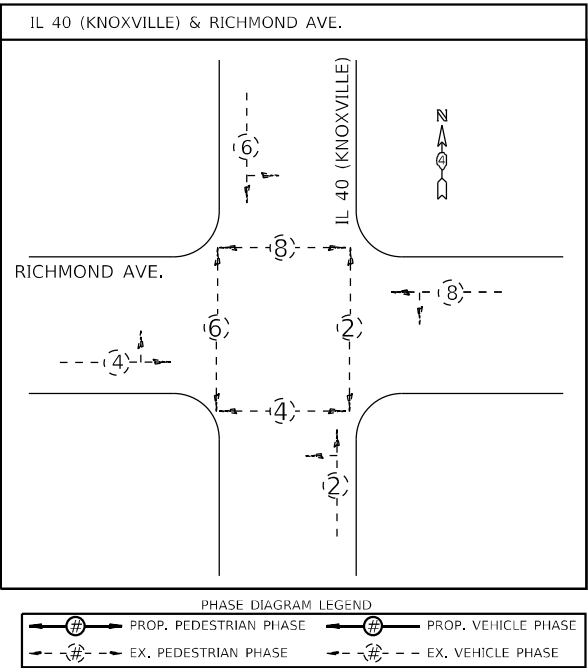 IL 40 (KNOXVILLE) & RICHMOND AVE.
IL 40 (KNOXVILLE)
N
4
6
8
RICHMOND AVE.
8
6
2
4
4
2
PHASE DIAGRAM LEGEND
# PROP. PEDESTRIAN PHASE # PROP. VEHICLE PHASE
# EX. PEDESTRIAN PHASE # EX. VEHICLE PHASE